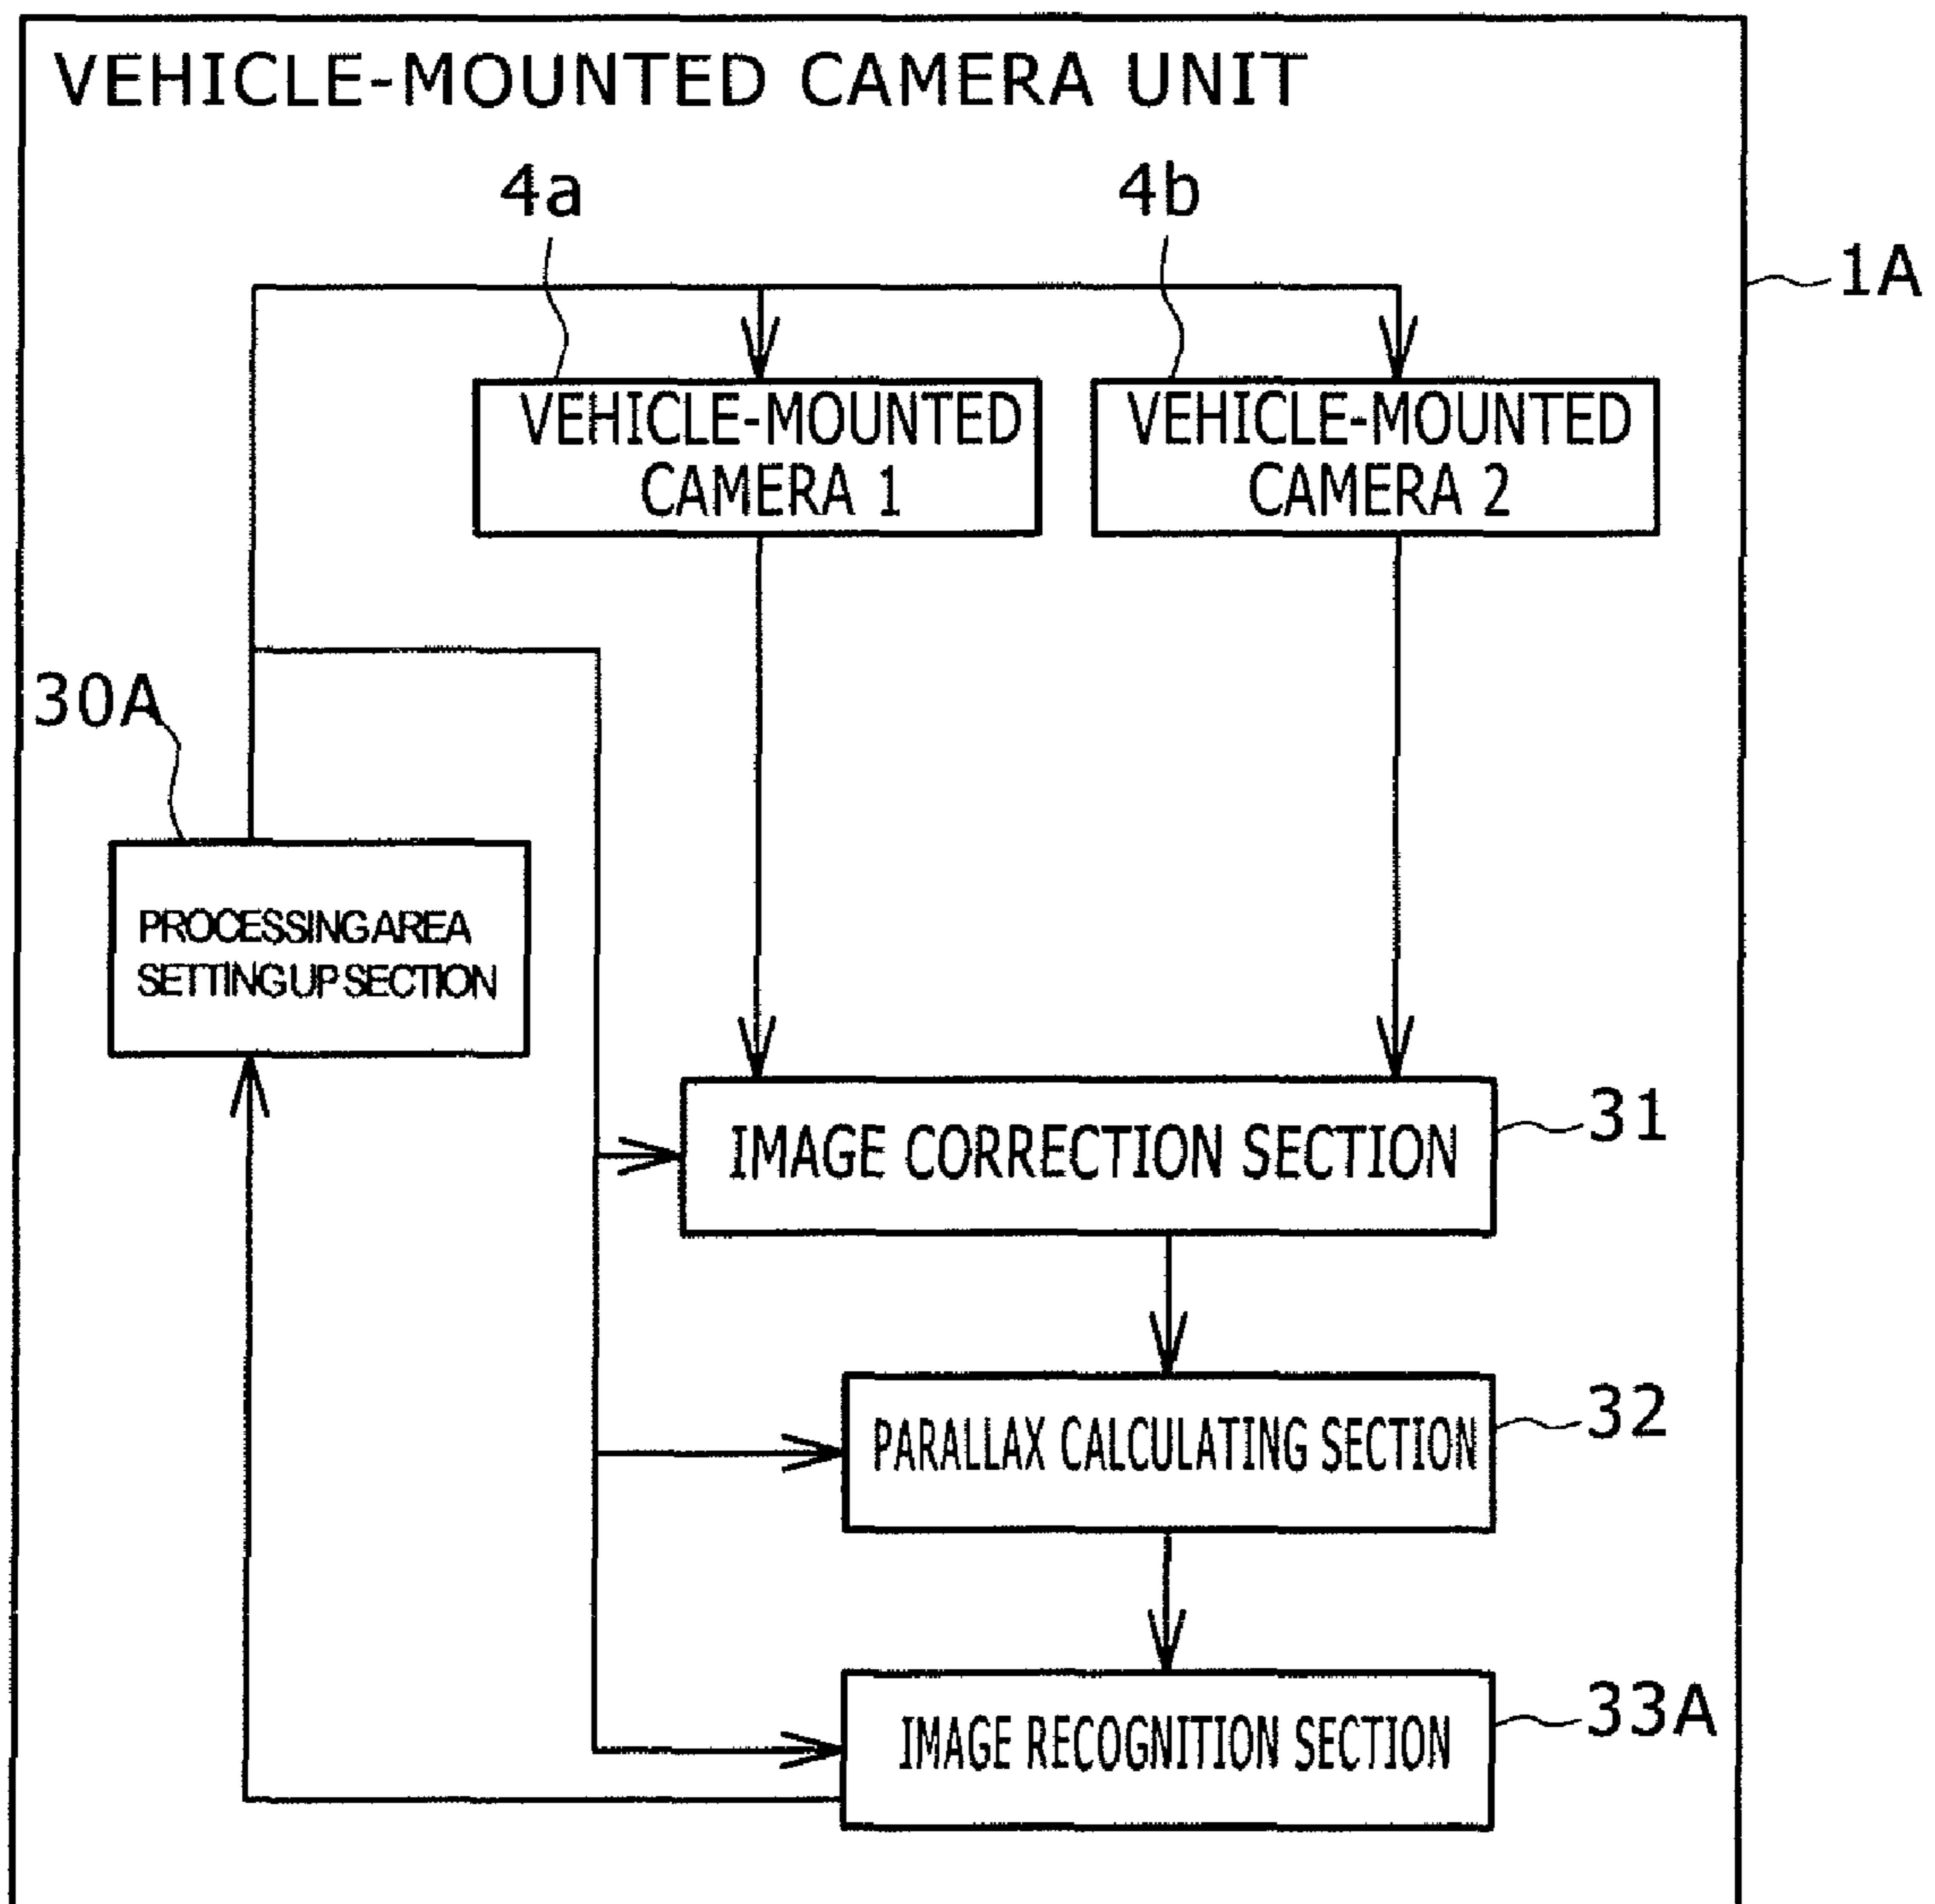 VEHICLE-MOUNTED CAMERA UNIT
4a
4b
1A
VEHICLE-MOUNTED
CAMERA 1
VEHICLE-MOUNTED
CAMERA 2
30A
PROCESSING AREA
SETTING UP SECTION
IMAGE CORRECTION SECTION
31
PARALLAX CALCULATING SECTION
32
IMAGE RECOGNITION SECTION
33A